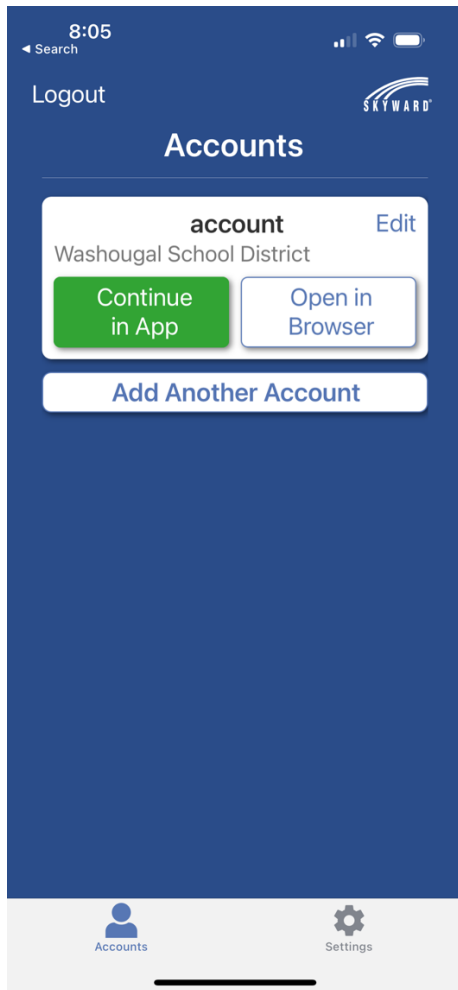 8:05
◀ Search
Logout
SKYWARD®
Accounts
account
Edit
Washougal School District
Continue
in App
Open in
Browser
Add Another Account
Accounts
Settings